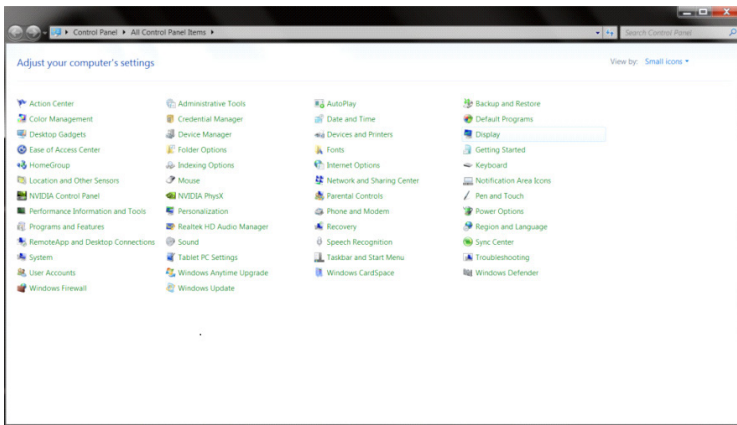 Control Panel ▸ All Control Panel Items ▸ Search Control Panel
Adjust your computer's settings View by: Small icons
Action Center Administrative Tools AutoPlay Backup and Restore
Color Management Credential Manager Date and Time Default Programs
Desktop Gadgets Device Manager Devices and Printers Display
Ease of Access Center Folder Options Fonts Getting Started
HomeGroup Indexing Options Internet Options Keyboard
Location and Other Sensors Mouse Network and Sharing Center Notification Area Icons
NVIDIA Control Panel NVIDIA PhysX Parental Controls Pen and Touch
Performance Information and Tools Personalization Phone and Modem Power Options
Programs and Features Realtek HD Audio Manager Recovery Region and Language
RemoteApp and Desktop Connections Sound Speech Recognition Sync Center
System Tablet PC Settings Taskbar and Start Menu Troubleshooting
User Accounts Windows Anytime Upgrade Windows CardSpace Windows Defender
Windows Firewall Windows Update